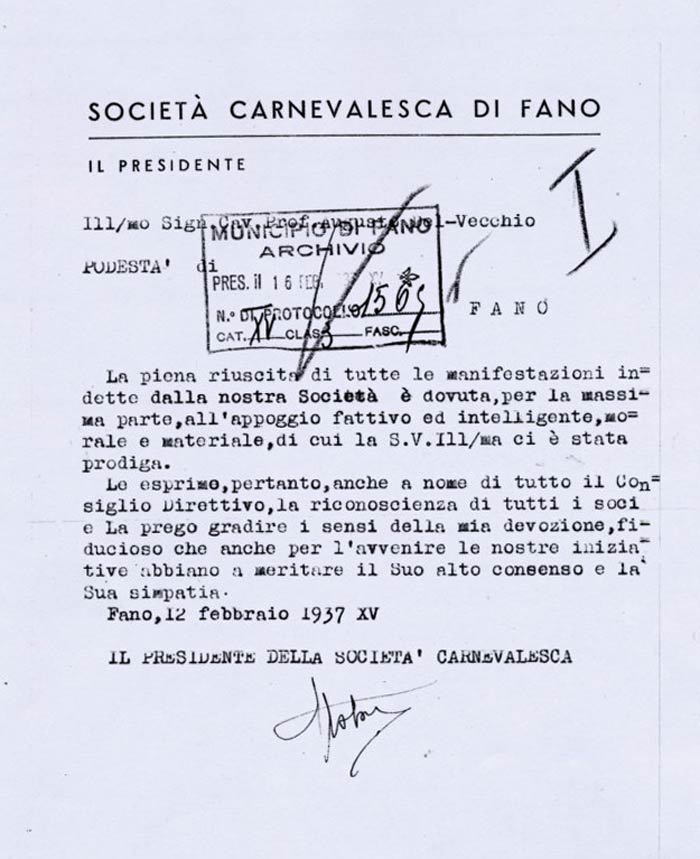 SOCIETÀ CARNEVALESCA DI FANO
IL PRESIDENTE
Ill/mo Sign Cav. Prof. Augusto Del-Vecchio
MUNICIPIO DI FANO
ARCHIVIO
PODESTA' di
PRES. il 16 FEB.
N.º DI PROTOCOLLO
FANO
CAT. XV CLAS 3 FASC.
I
La piena riuscita di tutte le manifestazioni in=
dette dalla nostra Società è dovuta,per la massi-
ma parte,all'appoggio fattivo ed intelligente,mo=
rale e materiale,di cui la S.V.Ill/ma ci è stata
prodiga.
Le esprimo,pertanto,anche a nome di tutto il Con=
siglio Direttivo,la riconoscienza di tutti i soci
e La prego gradire i sensi della mia devozione,fi-
ducioso che anche per l'avvenire le nostre inizia=
tive abbiano a meritare il Suo alto consenso e la
Sua simpatia.
Fano,12 febbraio 1937 XV
IL PRESIDENTE DELLA SOCIETA' CARNEVALESCA